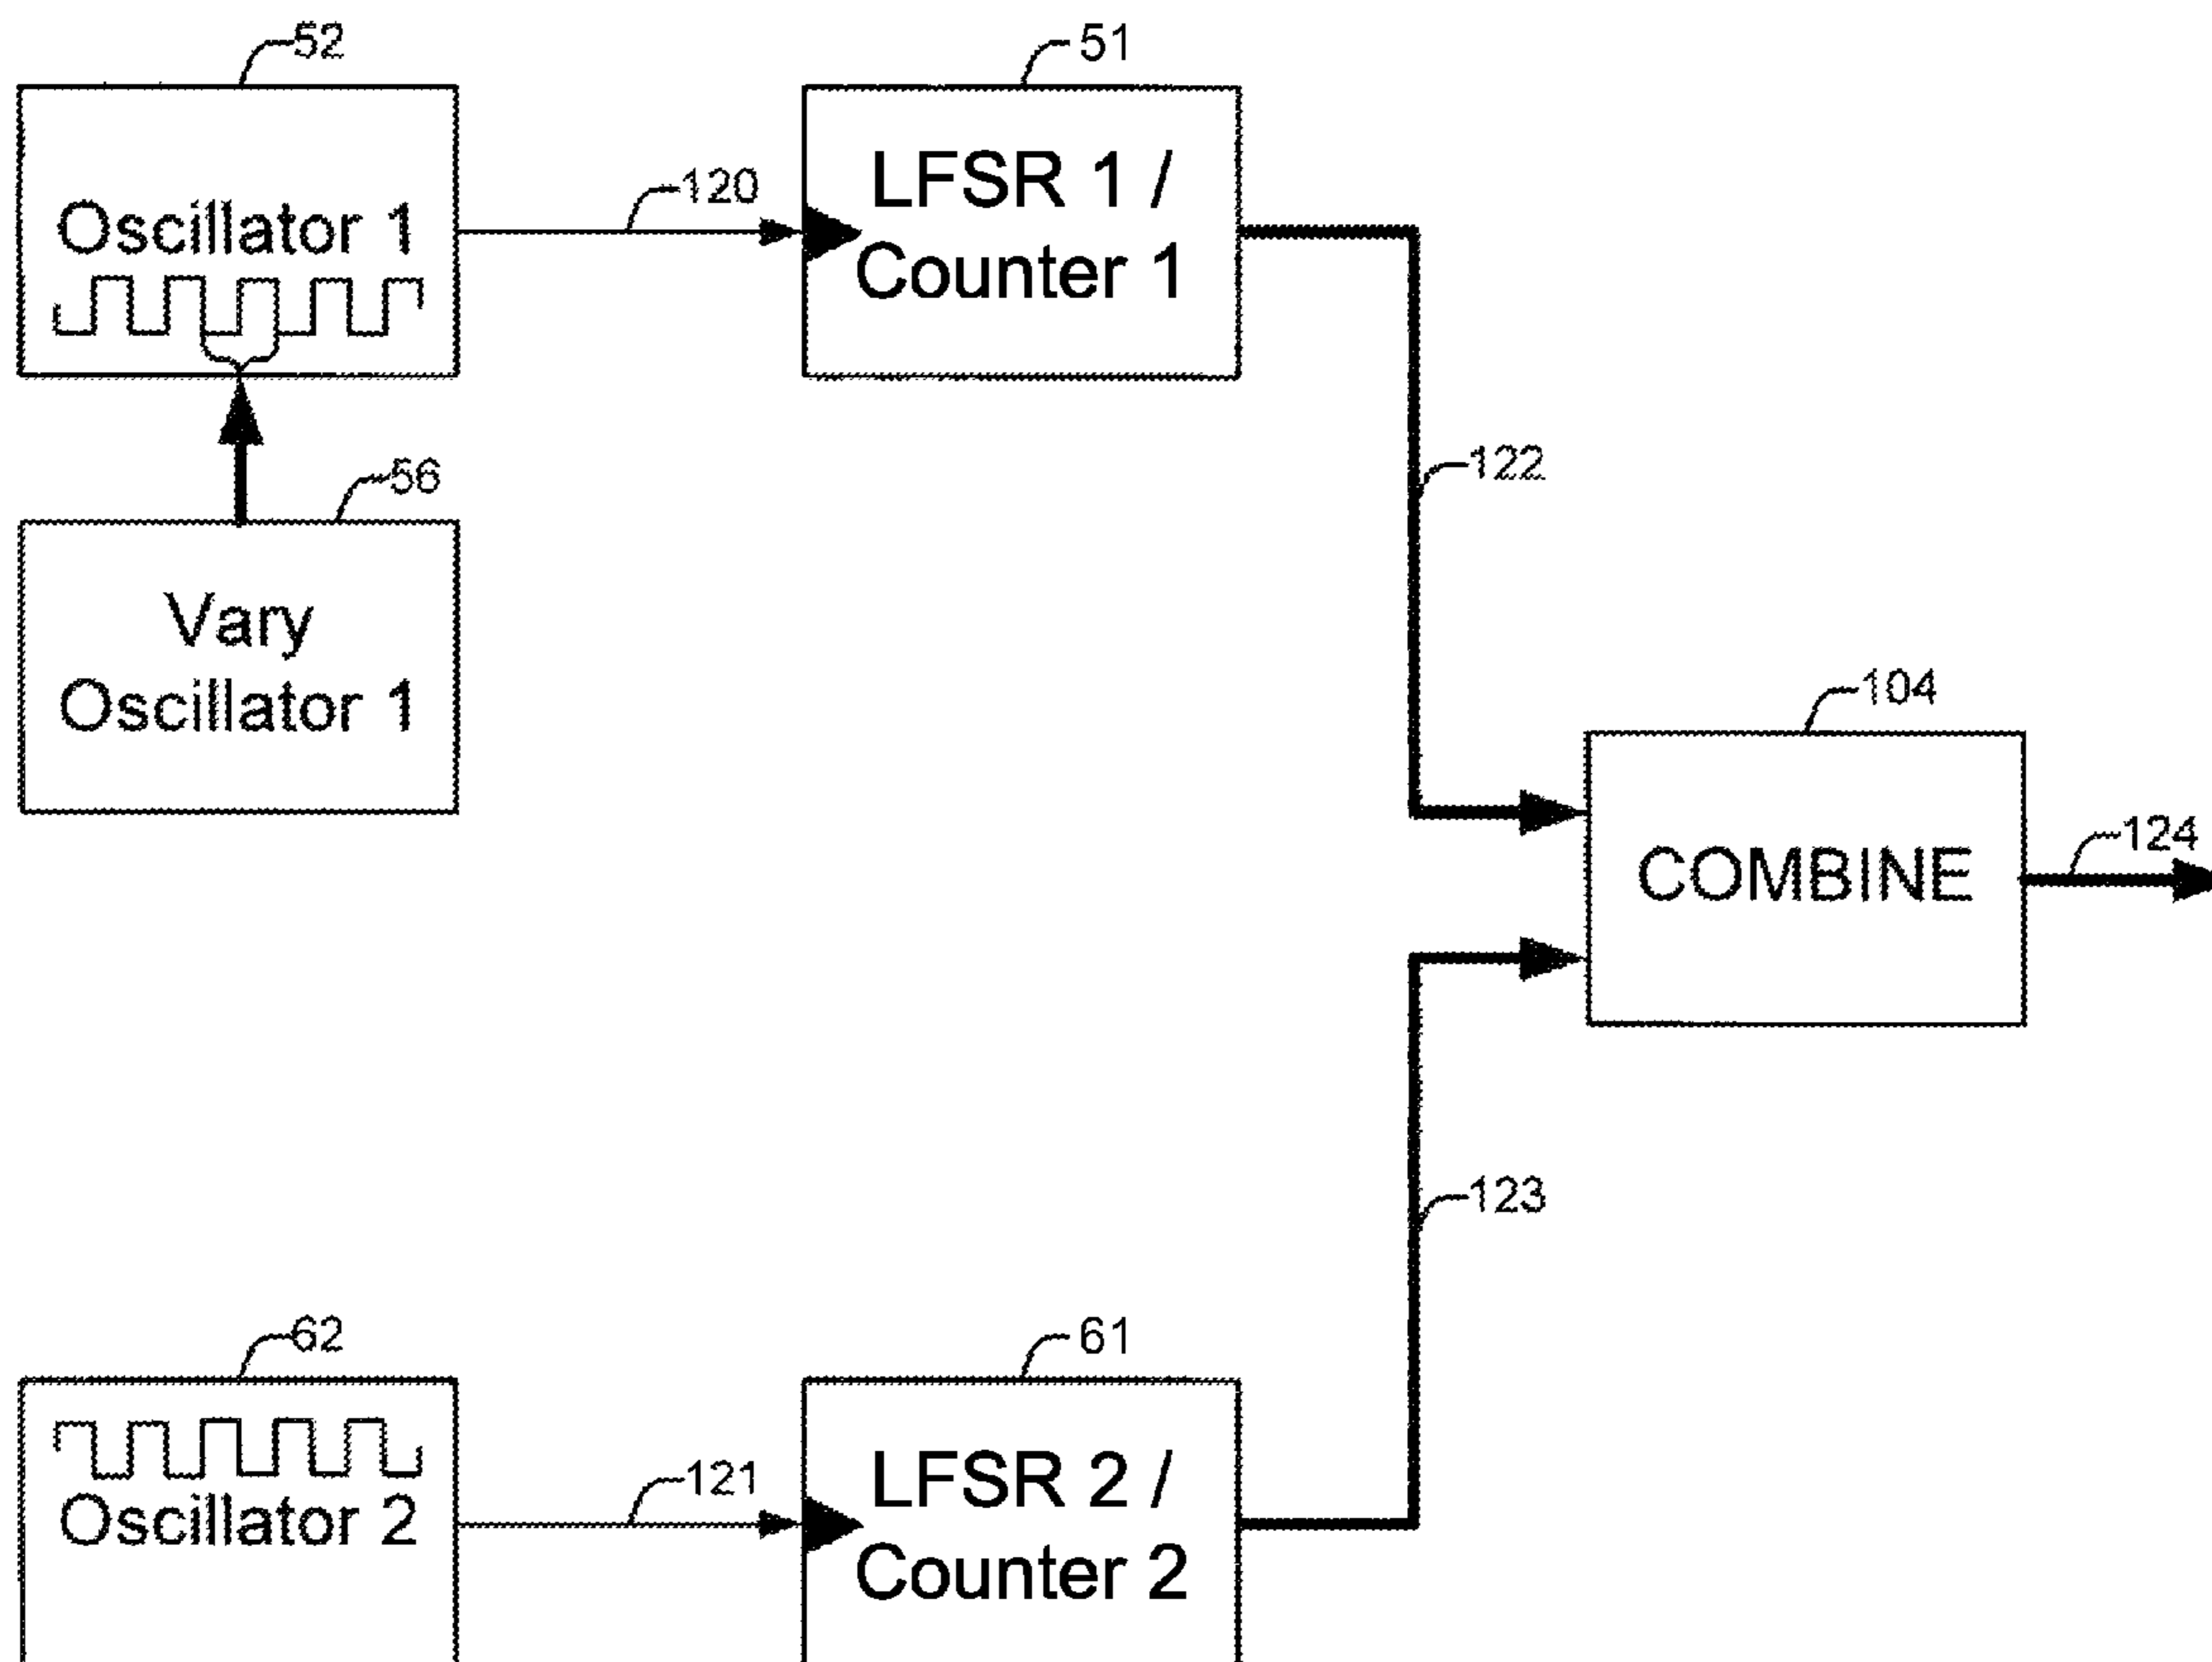 52
51
Oscillator 1
120
LFSR 1 /
Counter 1
56
Vary
Oscillator 1
122
104
COMBINE
124
123
62
61
Oscillator 2
121
LFSR 2 /
Counter 2